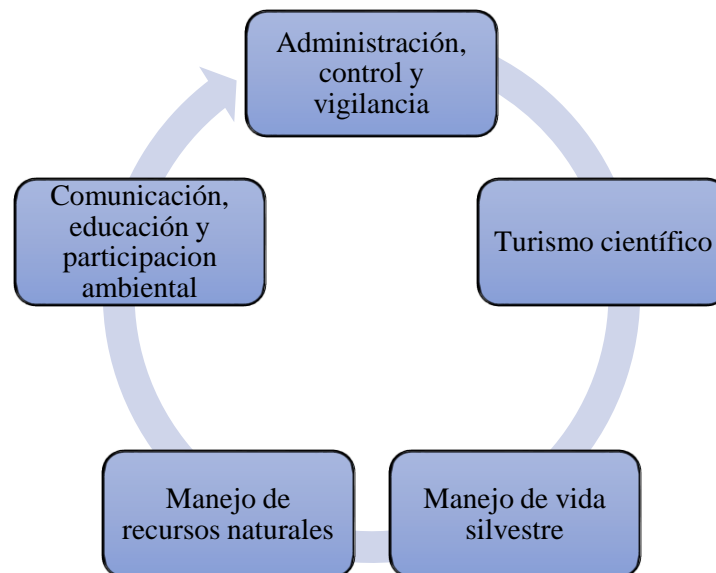 Administración,
control y
vigilancia
Turismo científico
Manejo de vida
silvestre
Manejo de
recursos naturales
Comunicación,
educación y
participacion
ambiental